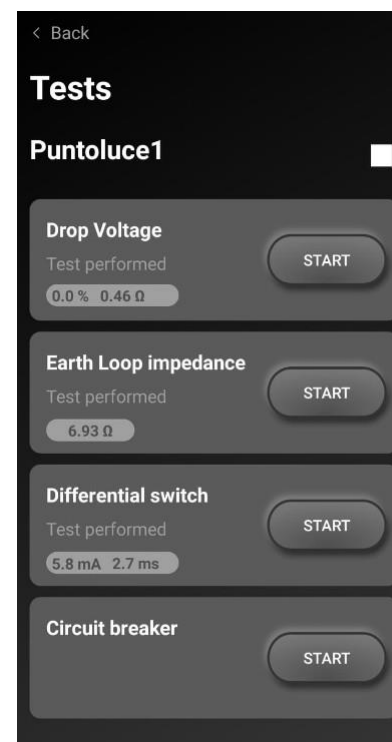 < Back
Tests
Puntoluce1
Drop Voltage
Test performed
START
0.0 % 0.46 Ω
Earth Loop impedance
Test performed
START
6.93 Ω
Differential switch
Test performed
START
5.8 mA 2.7 ms
Circuit breaker
START